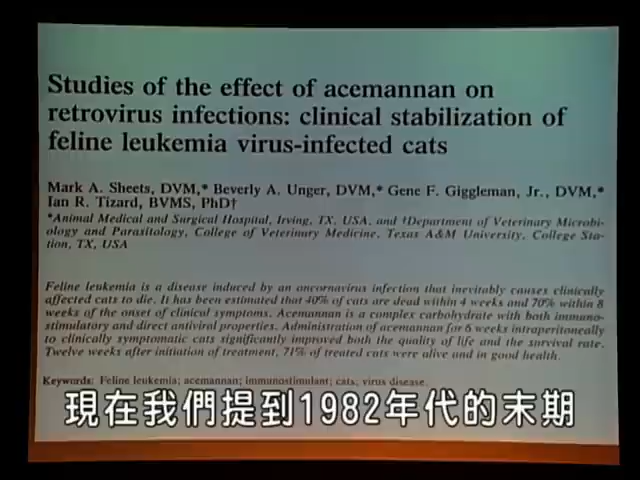 Studies of the effect of acemannan on
retrovirus infections: clinical stabilization of
feline leukemia virus-infected cats
Mark A. Sheets, DVM,* Beverly A. Unger, DVM,* Gene F. Giggleman, Jr., DVM,*
Ian R. Tizard, BVMS, PhD†
*Animal Medical and Surgical Hospital, Irving, TX, USA, and †Department of Veterinary Microbi-
ology and Parasitology, College of Veterinary Medicine, Texas A&M University, College Sta-
tion, TX, USA
Feline leukemia is a disease induced by an oncornavirus infection that inevitably causes clinically
affected cats to die. It has been estimated that 40% of cats are dead within 4 weeks and 70% within 8
weeks of the onset of clinical symptoms. Acemannan is a complex carbohydrate with both immuno-
stimulatory and direct antiviral properties. Administration of acemannan for 6 weeks intraperitoneally
to clinically symptomatic cats significantly improved both the quality of life and the survival rate.
Twelve weeks after initiation of treatment, 71% of treated cats were alive and in good health.
Keywords: Feline leukemia; acemannan; immunostimulant; cats; virus disease.
現在我們提到1982年代的末期